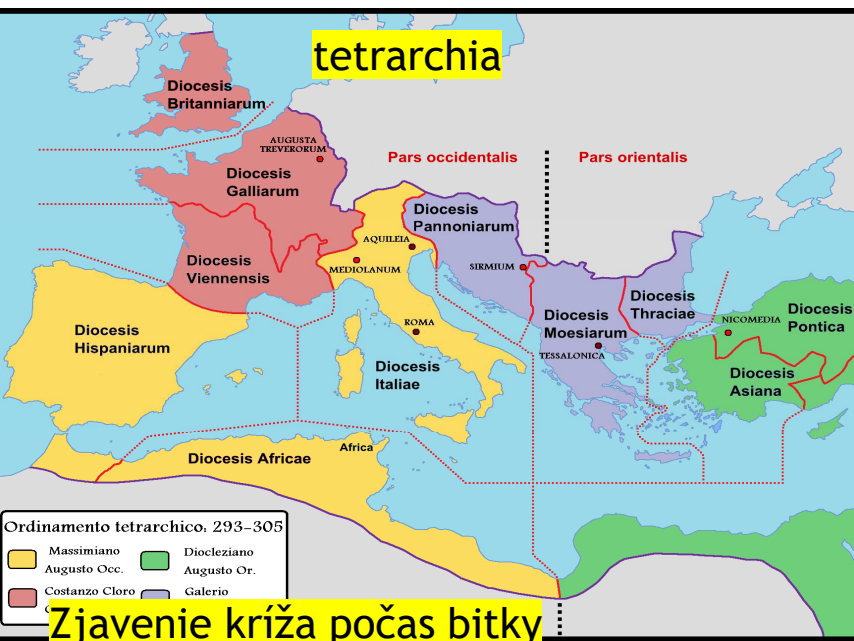 tetrarchia
Diocesis
Britanniarum
AUGUSTA
TREVERORUM
Diocesis
Galliarum
Pars occidentalis
Pars orientalis
Diocesis
Pannoniarum
AQUILEIA
Diocesis
Viennensis
MEDIOLANUM
SIRMIUM
Diocesis
Hispaniarum
ROMA
Diocesis
Italiae
Diocesis
Moesiarum
TESSALONICA
Diocesis
Thraciae
NICOMEDIA
Diocesis
Pontica
Diocesis
Asiana
Africa
Diocesis Africae
Ordinamento tetrarchico: 293-305
Massimiano
Augusto Occ.
Diocleziano
Augusto Or.
Costanzo Cloro
Galerio
Zjavenie kríža počas bitky